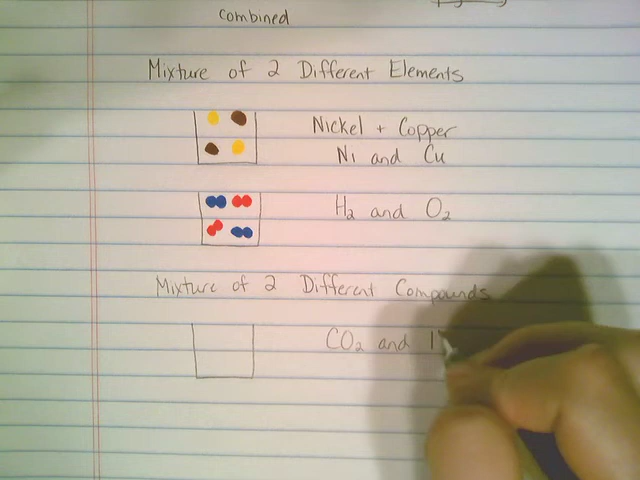 Combined
Mixture of 2 Different Elements
Nickel + Copper
Ni and Cu
H₂ and O₂
Mixture of 2 Different Compounds
CO₂ and